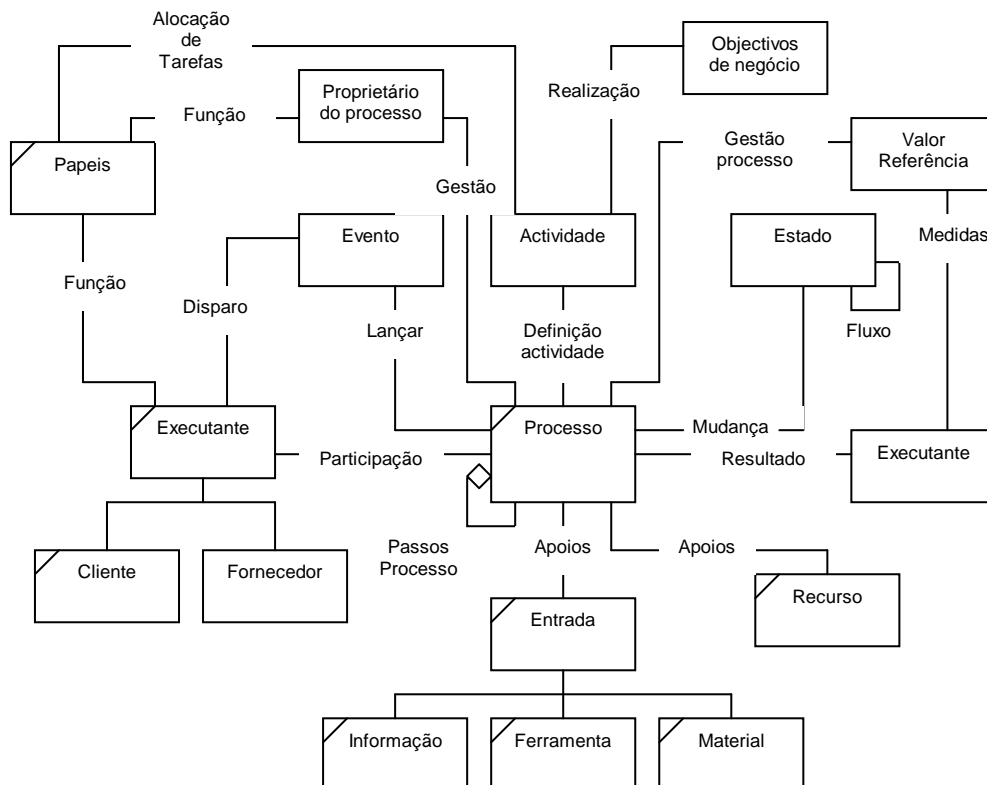 Alocação
de
Tarefas
Objectivos
de negócio
Realização
Proprietário
do processo
Função
Gestão
processo
Valor
Referência
Papeis
Gestão
Evento
Actividade
Estado
Medidas
Função
Disparo
Lançar
Definição
actividade
Fluxo
Executante
Processo
Mudança
Executante
Participação
Resultado
Passos
Processo
Apoios
Apoios
Cliente
Fornecedor
Recurso
Entrada
Informação
Ferramenta
Material